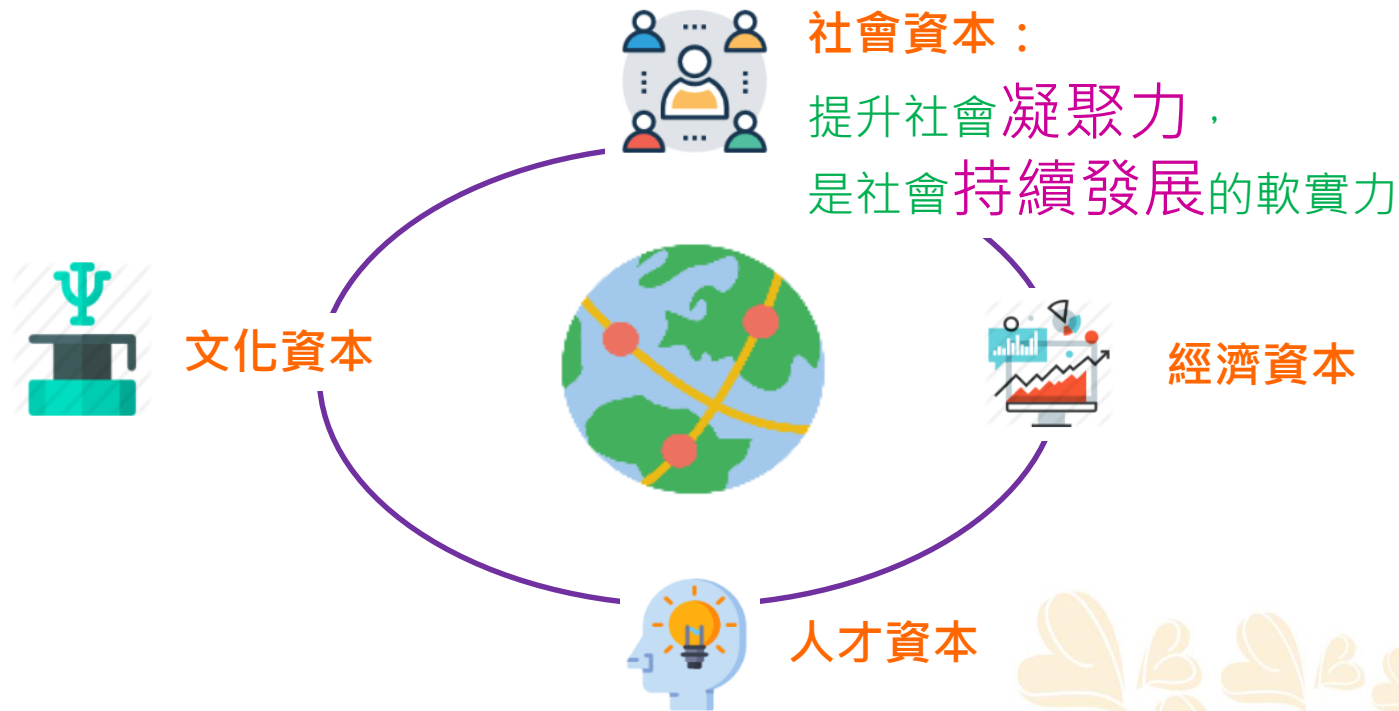 社會資本：
提升社會凝聚力，
是社會持續發展的軟實力
文化資本
經濟資本
人才資本